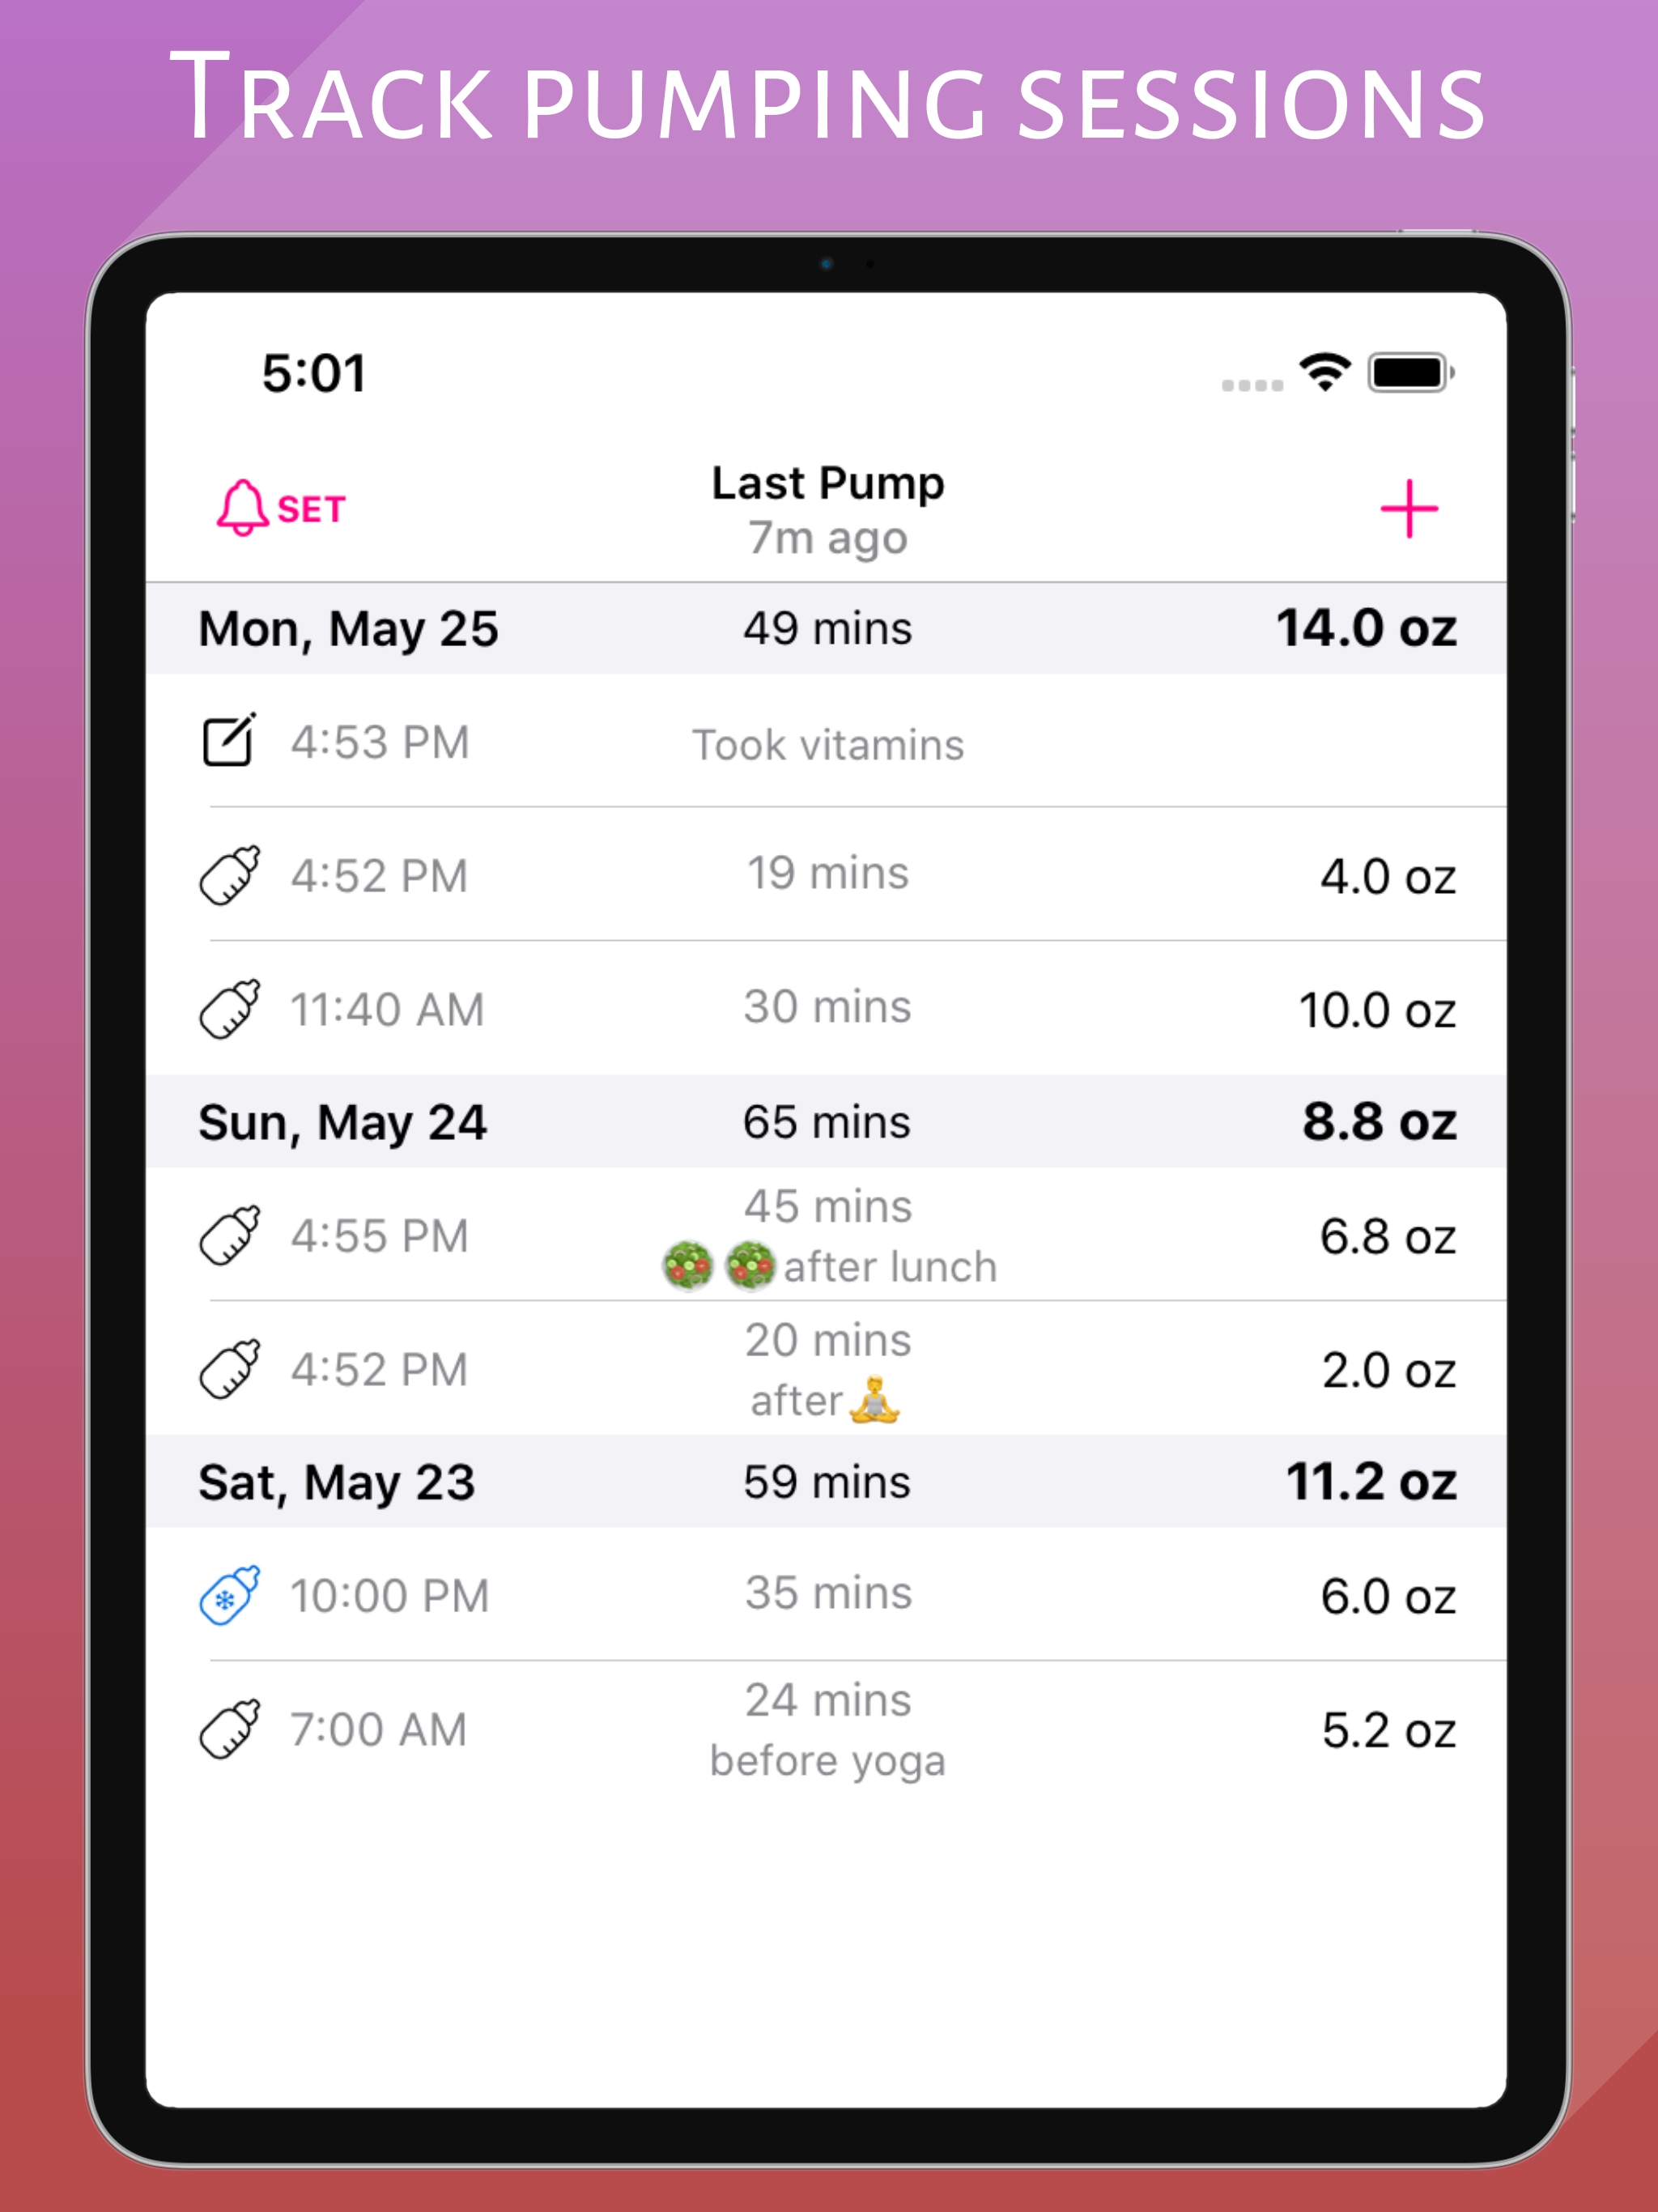 Track pumping sessions
5:01
SET
Last Pump
7m ago
Mon, May 25 49 mins 14.0 oz
4:53 PM Took vitamins
4:52 PM 19 mins 4.0 oz
11:40 AM 30 mins 10.0 oz
Sun, May 24 65 mins 8.8 oz
4:55 PM 45 mins 6.8 oz
🥗🥗after lunch
4:52 PM 20 mins 2.0 oz
after🧘
Sat, May 23 59 mins 11.2 oz
10:00 PM 35 mins 6.0 oz
7:00 AM 24 mins 5.2 oz
before yoga